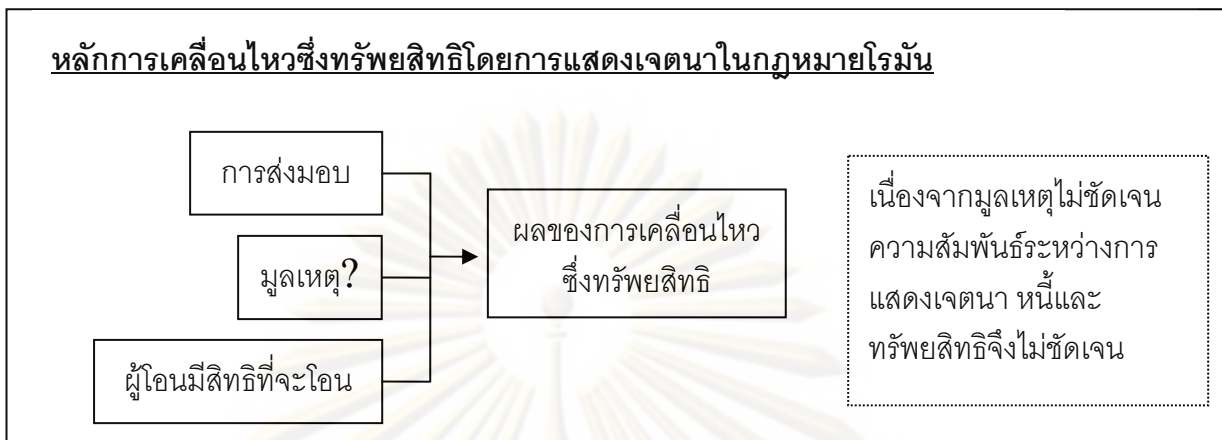 หลักการเคลื่อนไหวซึ่งทรัพยสิทธิโดยการแสดงเจตนาในกฎหมายโรมัน
การส่งมอบ
มูลเหตุ?
ผู้โอนมีสิทธิที่จะโอน
ผลของการเคลื่อนไหว
ซึ่งทรัพยสิทธิ
เนื่องจากมูลเหตุไม่ชัดเจน
ความสัมพันธ์ระหว่างการ
แสดงเจตนา หนี้และ
ทรัพยสิทธิจึงไม่ชัดเจน